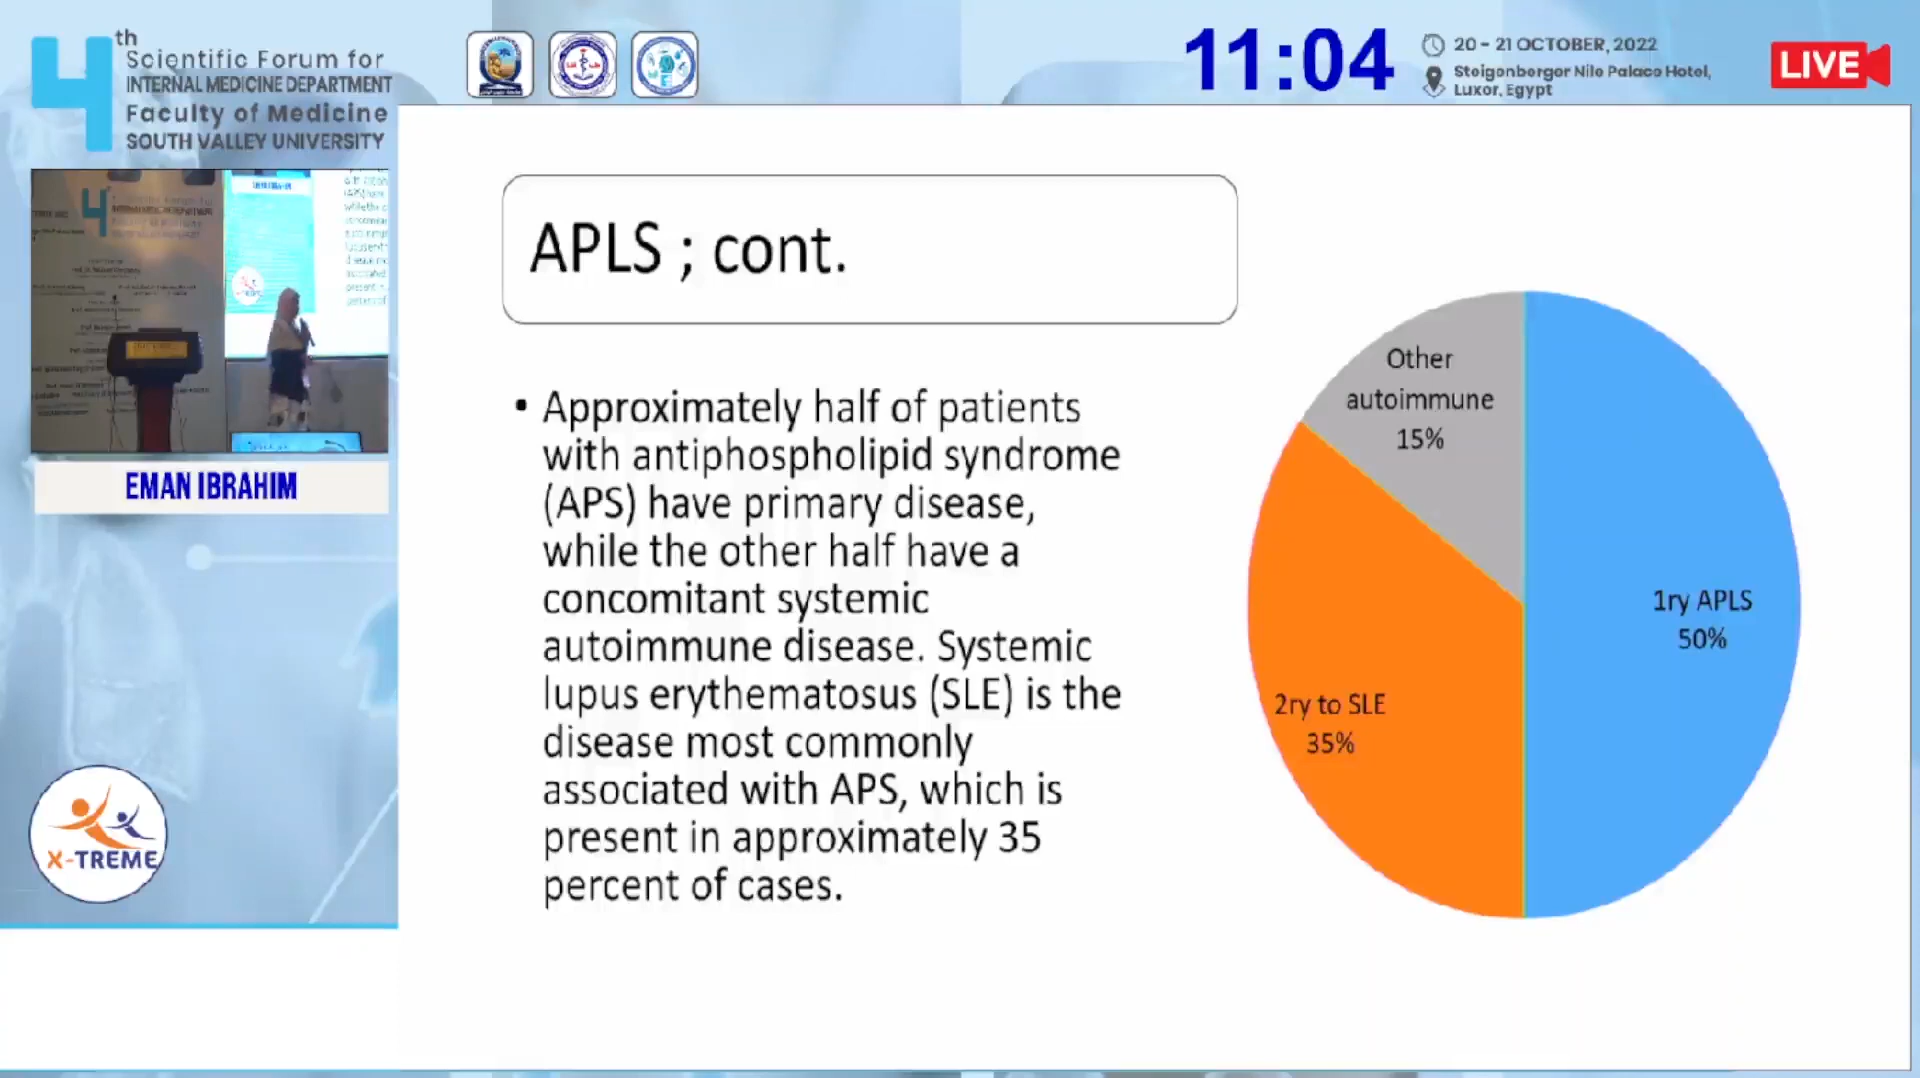 4th
Scientific Forum for
INTERNAL MEDICINE DEPARTMENT
Faculty of Medicine
SOUTH VALLEY UNIVERSITY
11:04
20 - 21 OCTOBER, 2022
Steigenberger Nile Palace Hotel,
Luxor, Egypt
LIVE
EMAN IBRAHIM
X-TREME
APLS ; cont.
• Approximately half of patients
with antiphospholipid syndrome
(APS) have primary disease,
while the other half have a
concomitant systemic
autoimmune disease. Systemic
lupus erythematosus (SLE) is the
disease most commonly
associated with APS, which is
present in approximately 35
percent of cases.
Other
autoimmune
15%
1ry APLS
50%
2ry to SLE
35%